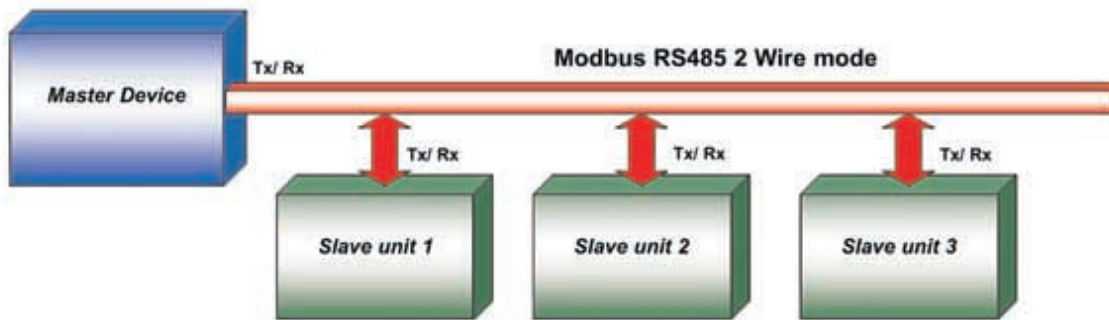 Tx/ Rx
Modbus RS485 2 Wire mode
Master Device
Tx/ Rx
Tx/ Rx
Tx/ Rx
Slave unit 1
Slave unit 2
Slave unit 3